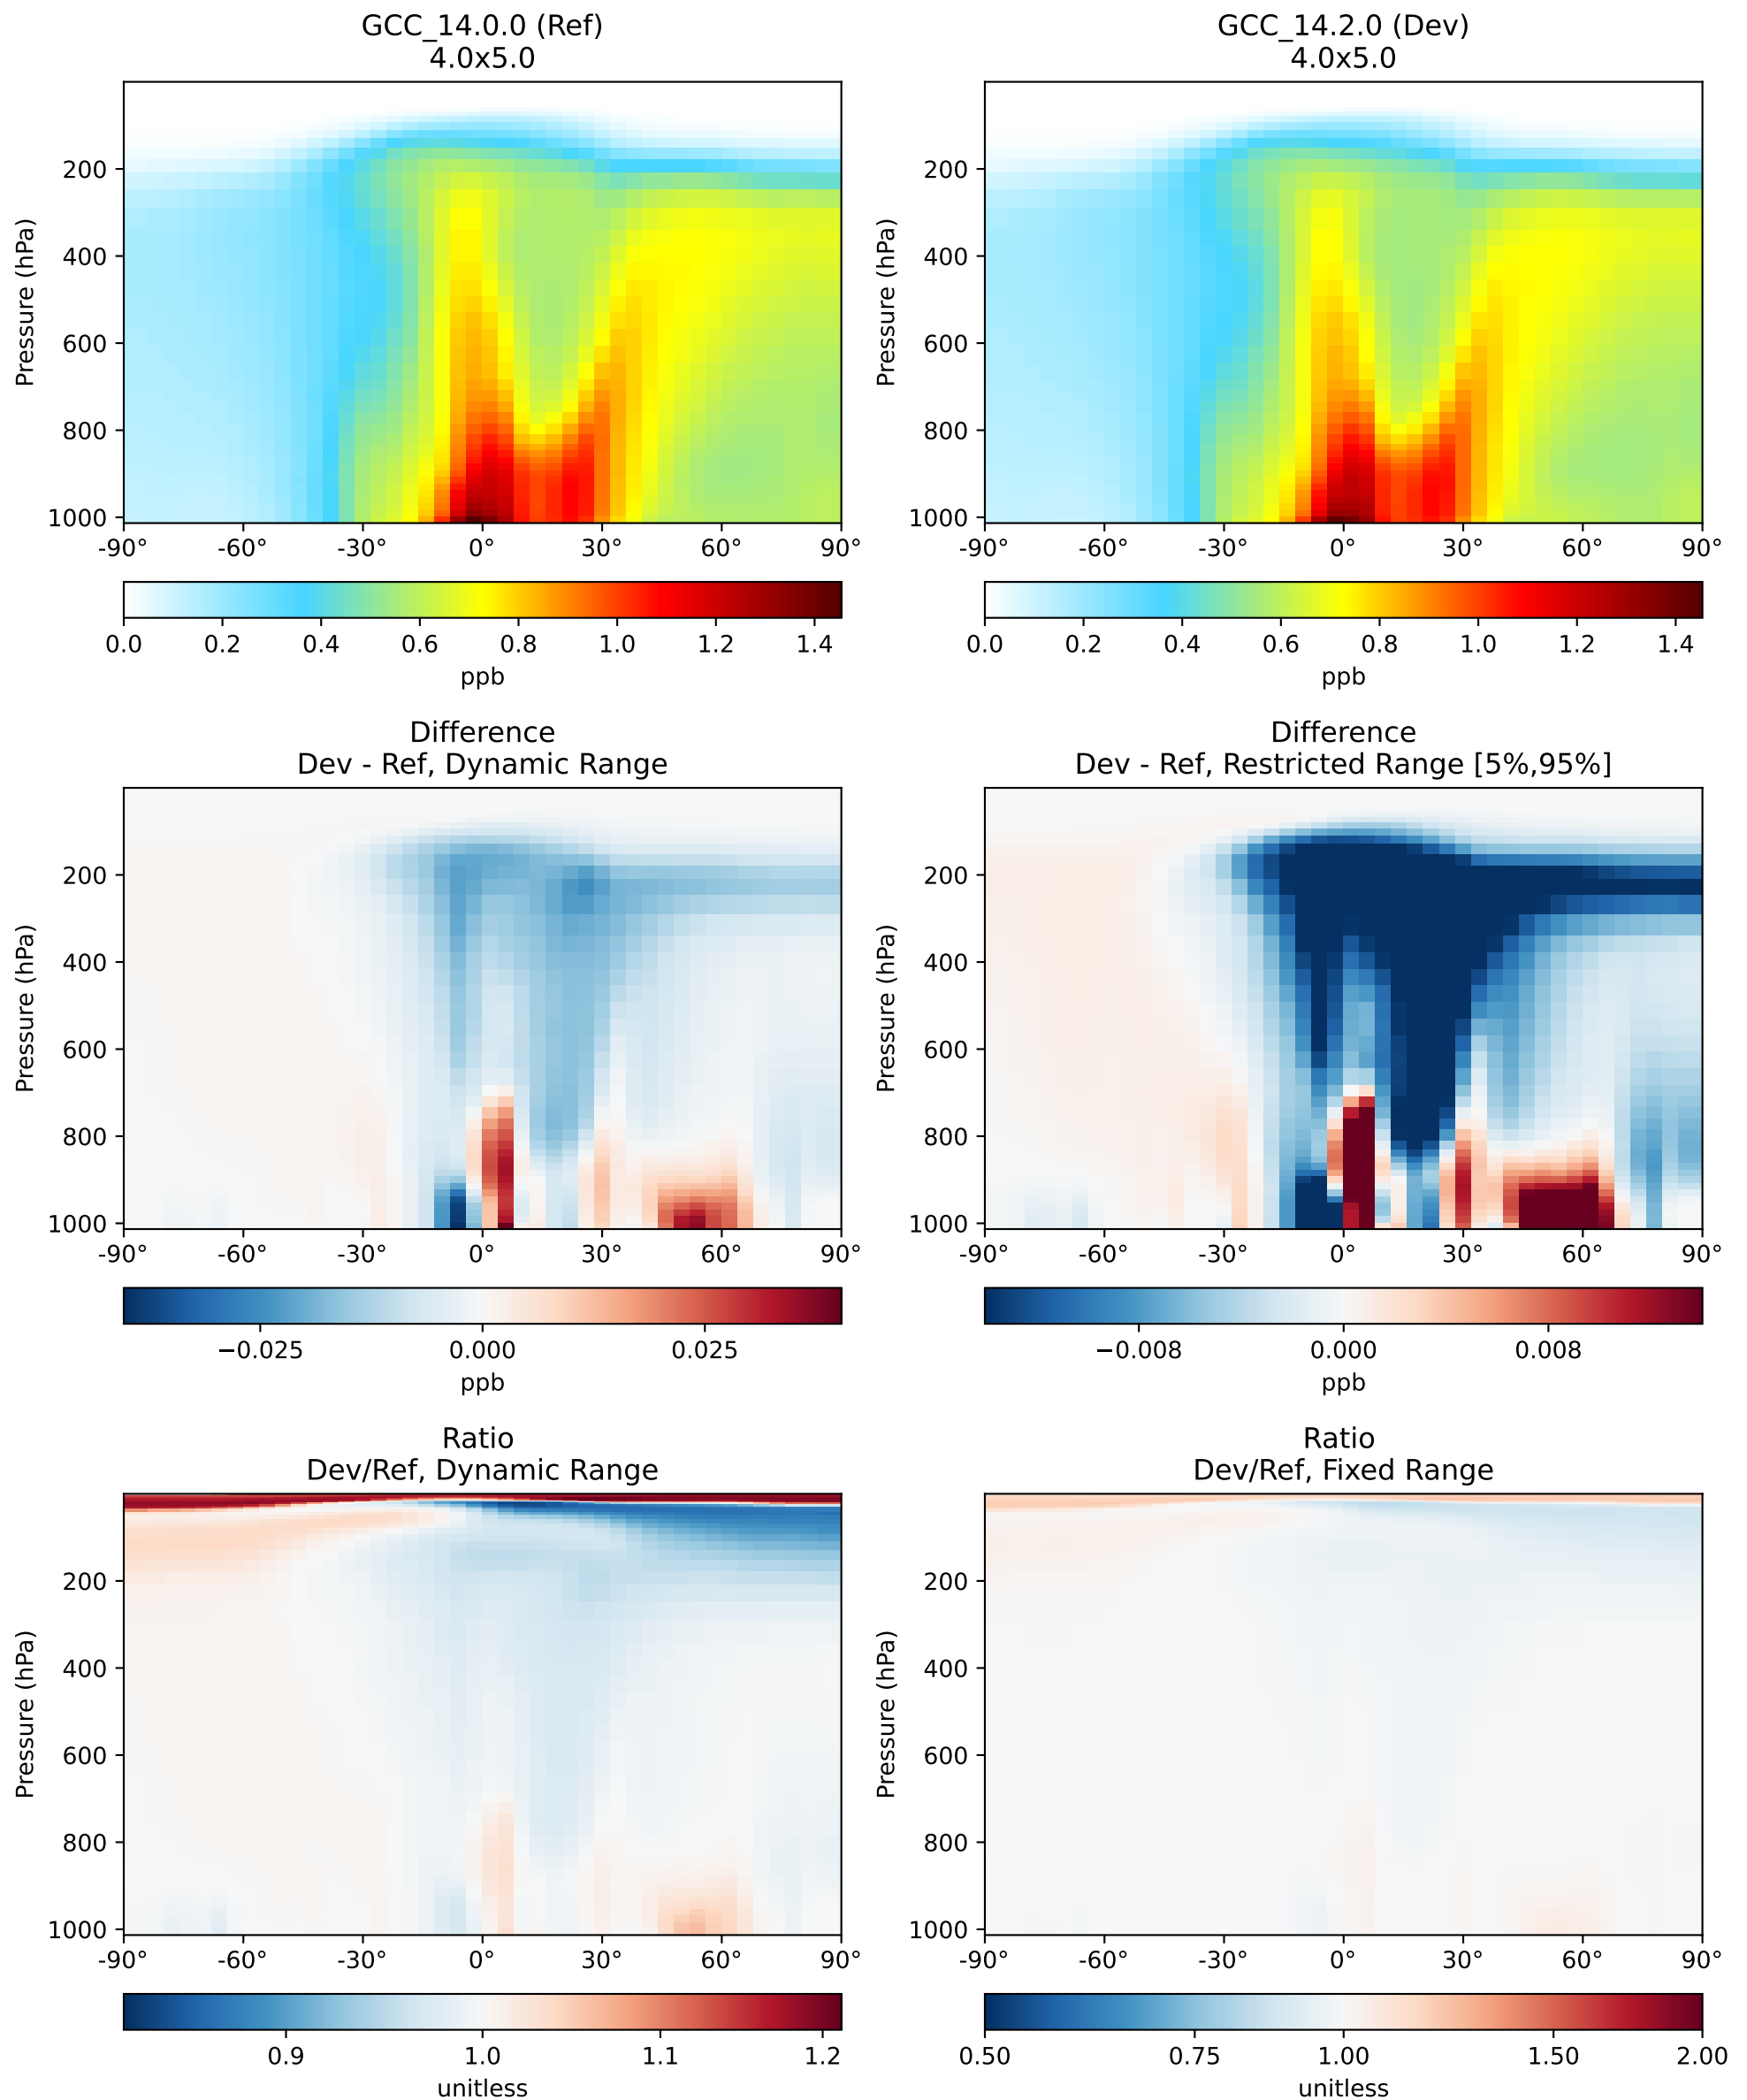 GCC_14.0.0 (Ref)
4.0x5.0
Pressure (hPa)
200
400
600
800
1000
-90° -60° -30° 0° 30° 60° 90°
0.0 0.2 0.4 0.6 0.8 1.0 1.2 1.4
ppb
GCC_14.2.0 (Dev)
4.0x5.0
Pressure (hPa)
200
400
600
800
1000
-90° -60° -30° 0° 30° 60° 90°
0.0 0.2 0.4 0.6 0.8 1.0 1.2 1.4
ppb
Difference
Dev - Ref, Dynamic Range
Pressure (hPa)
200
400
600
800
1000
-90° -60° -30° 0° 30° 60° 90°
−0.025 0.000 0.025
ppb
Difference
Dev - Ref, Restricted Range [5%,95%]
Pressure (hPa)
200
400
600
800
1000
-90° -60° -30° 0° 30° 60° 90°
−0.008 0.000 0.008
ppb
Ratio
Dev/Ref, Dynamic Range
Pressure (hPa)
200
400
600
800
1000
-90° -60° -30° 0° 30° 60° 90°
0.9 1.0 1.1 1.2
unitless
Ratio
Dev/Ref, Fixed Range
Pressure (hPa)
200
400
600
800
1000
-90° -60° -30° 0° 30° 60° 90°
0.50 0.75 1.00 1.50 2.00
unitless